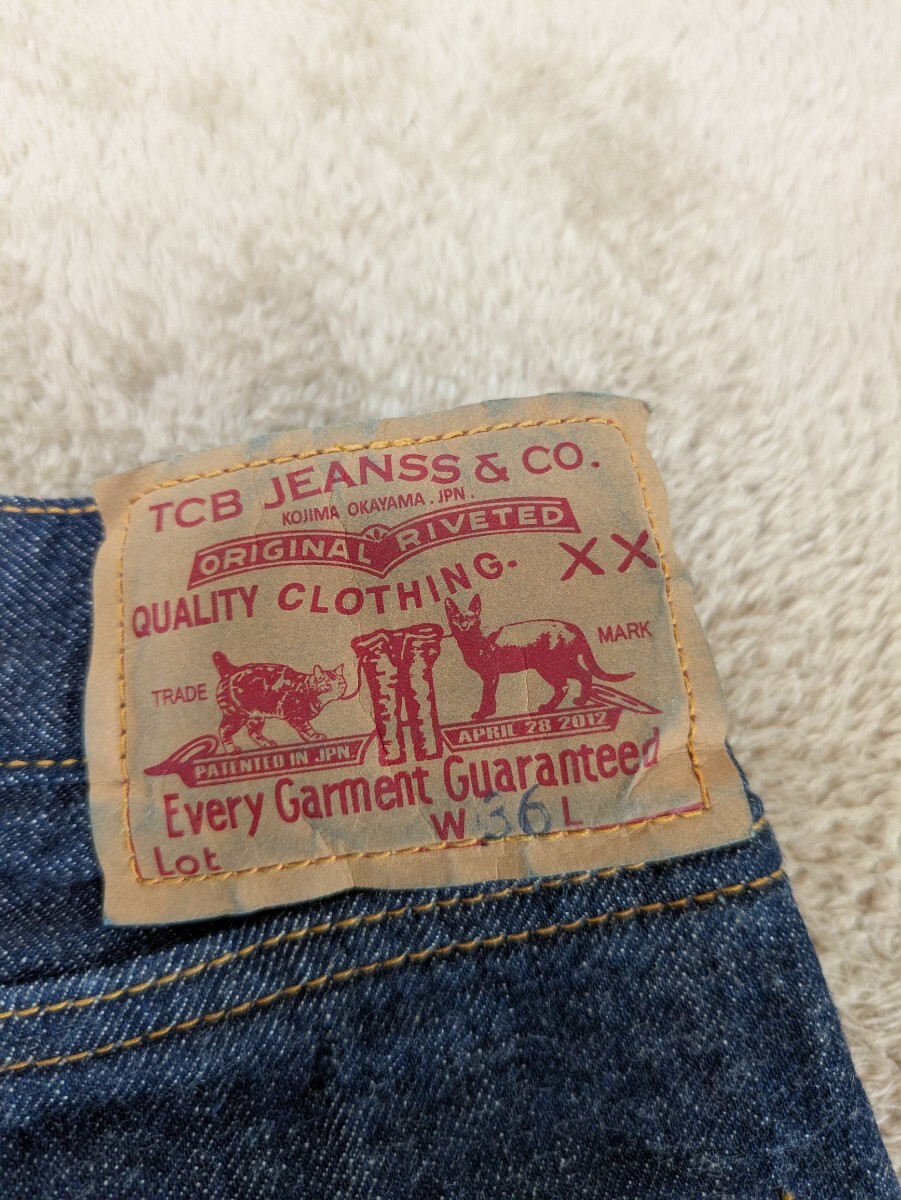 TCB JEANSS & CO.
KOJIMA OKAYAMA. JPN.
ORIGINAL RIVETED
QUALITY CLOTHING. XX
TRADE MARK
PATENTED IN JPN. APRIL 28 2012
Every Garment Guaranteed
Lot W 36 L